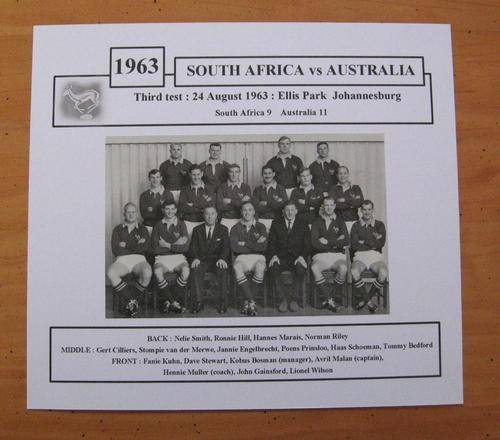 1963
SOUTH AFRICA vs AUSTRALIA
Third test : 24 August 1963 : Ellis Park Johannesburg
South Africa 9 Australia 11
BACK : Nelie Smith, Ronnie Hill, Hannes Marais, Norman Riley
MIDDLE : Gert Cilliers, Stompie van der Merwe, Jannie Engelbrecht, Poens Prinsloo, Haas Schoeman, Tommy Bedford
FRONT : Fanie Kuhn, Dave Stewart, Kobus Bosman (manager), Avril Malan (captain),
Hennie Muller (coach), John Gainsford, Lionel Wilson